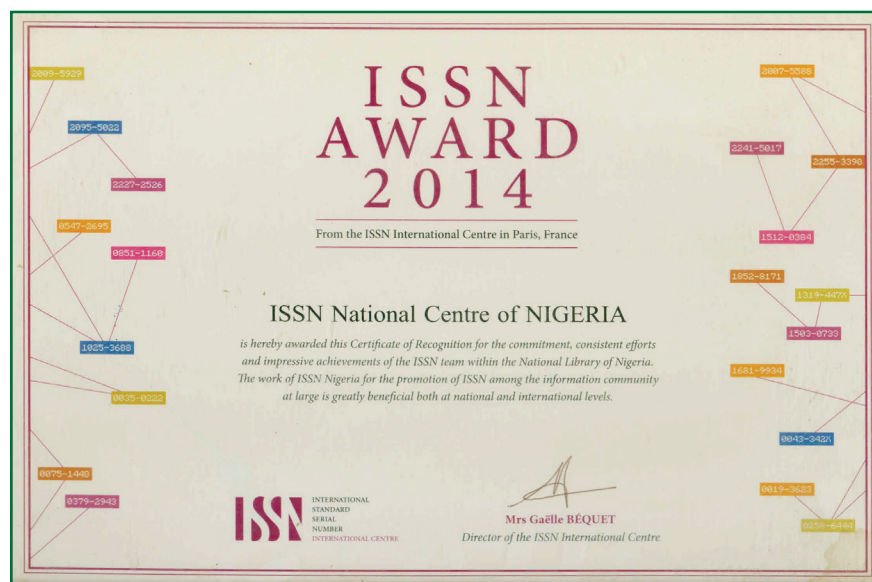 ISSN
AWARD
2014
From the ISSN International Centre in Paris, France
ISSN National Centre of NIGERIA
is hereby awarded this Certificate of Recognition for the commitment, consistent efforts
and impressive achievements of the ISSN team within the National Library of Nigeria.
The work of ISSN Nigeria for the promotion of ISSN among the information community
at large is greatly beneficial both at national and international levels.
2009-5929
2095-5022
2227-2526
0547-2695
0851-1160
1025-3688
0035-0222
0075-1448
0379-2943
2007-5588
2241-5017
2255-3398
1512-0384
1852-8171
1319-447X
1503-0733
1681-9934
0043-342X
0019-3623
0258-6444
ISSN
INTERNATIONAL
STANDARD
SERIAL
NUMBER
INTERNATIONAL CENTRE
Mrs Gaëlle BÉQUET
Director of the ISSN International Centre